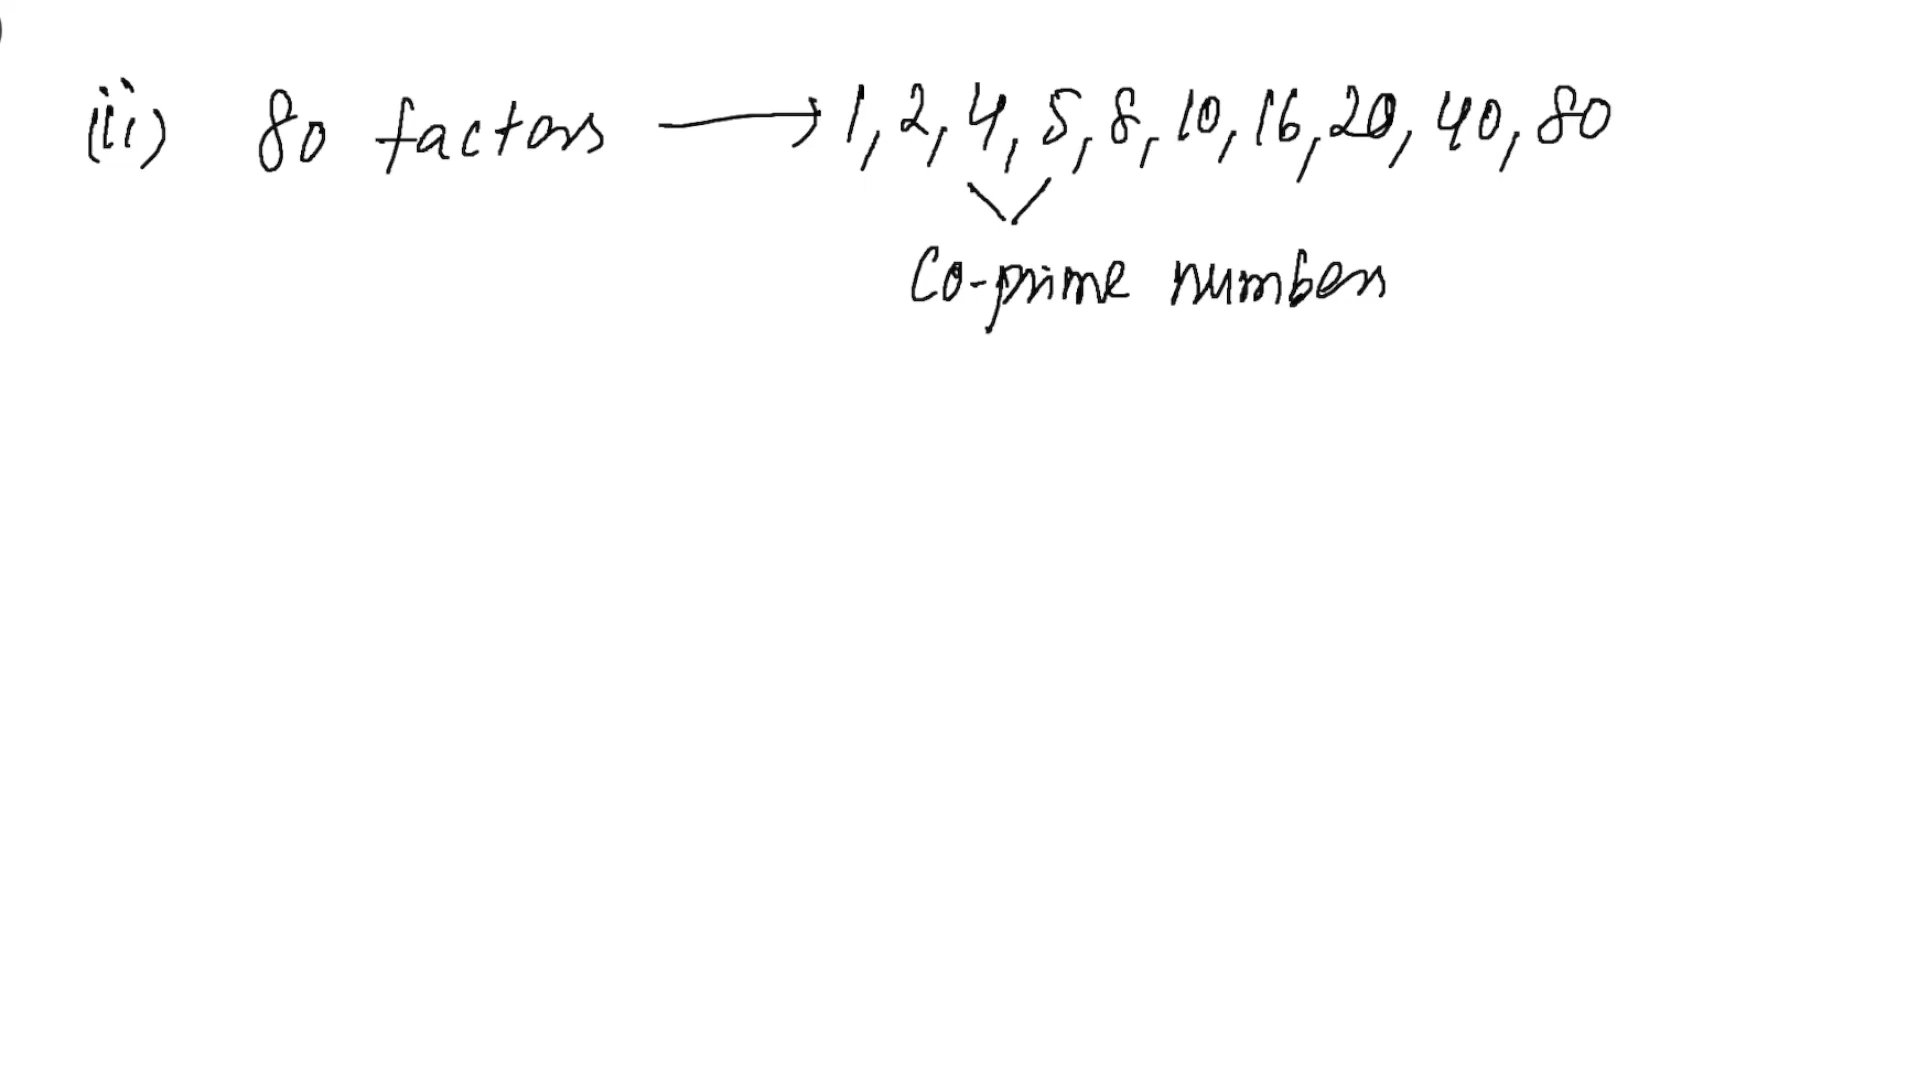 (ii) 80 factors ⟶ 1, 2, 4, 5, 8, 10, 16, 20, 40, 80
Co-prime numbers